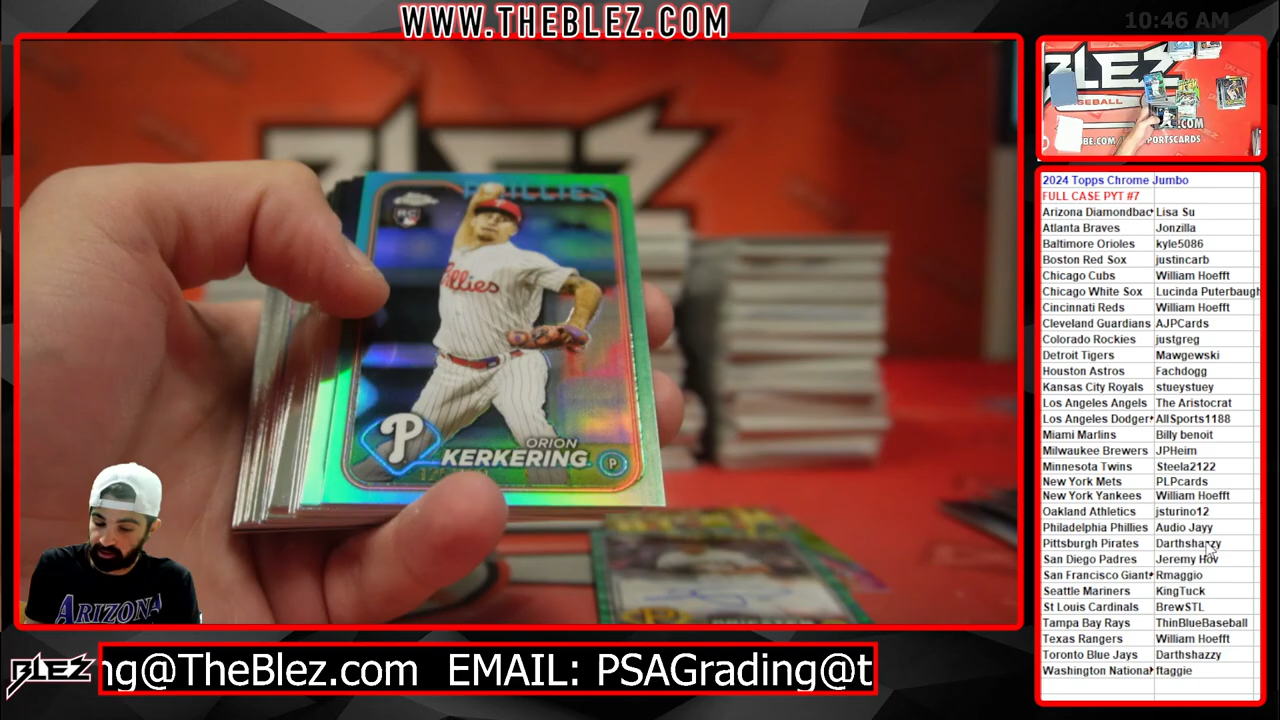 WWW.THEBLEZ.COM
10:46 AM
BLEZ
PHILLIES
RC
Phillies
P
ORION
KERKERING
P
BLEZ
BASEBALL
.COM
2024 Topps Chrome Jumbo
FULL CASE PYT #7
Arizona Diamondbac Lisa Su
Atlanta Braves Jonzilla
Baltimore Orioles kyle5086
Boston Red Sox justincarb
Chicago Cubs William Hoefft
Chicago White Sox Lucinda Puterbaugh
Cincinnati Reds William Hoefft
Cleveland Guardians AJPCards
Colorado Rockies justgreg
Detroit Tigers Mawgewski
Houston Astros Fachdogg
Kansas City Royals stueystuey
Los Angeles Angels The Aristocrat
Los Angeles Dodger AllSports1188
Miami Marlins Billy benoit
Milwaukee Brewers JPHeim
Minnesota Twins Steela2122
New York Mets PLPcards
New York Yankees William Hoefft
Oakland Athletics jsturino12
Philadelphia Phillies Audio Jayy
Pittsburgh Pirates Darthshazzy
San Diego Padres Jeremy Hov
San Francisco Giant Rmaggio
Seattle Mariners KingTuck
St Louis Cardinals BrewSTL
Tampa Bay Rays ThinBlueBaseball
Texas Rangers William Hoefft
Toronto Blue Jays Darthshazzy
Washington National ftaggie
ARIZONA
BLEZ
ng@TheBlez.com EMAIL: PSAGrading@t